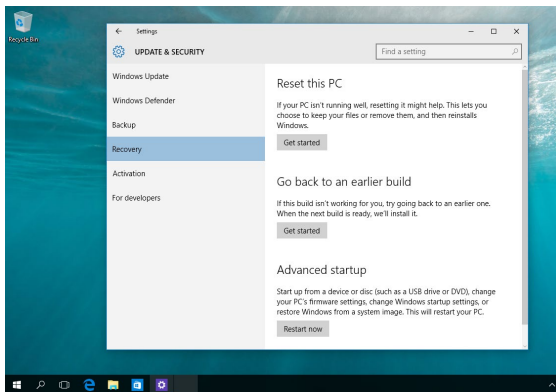 Recycle Bin
Settings
UPDATE & SECURITY
Find a setting
Windows Update
Windows Defender
Backup
Recovery
Activation
For developers
Reset this PC
If your PC isn't running well, resetting it might help. This lets you
choose to keep your files or remove them, and then reinstalls
Windows.
Get started
Go back to an earlier build
If this build isn't working for you, try going back to an earlier one.
When the next build is ready, we'll install it.
Get started
Advanced startup
Start up from a device or disc (such as a USB drive or DVD), change
your PC's firmware settings, change Windows startup settings, or
restore Windows from a system image. This will restart your PC.
Restart now